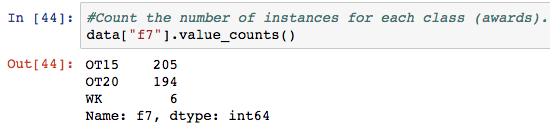 In [44]: #Count the number of instances for each class (awards).
data["f7"].value_counts()
Out[44]: OT15    205
OT20    194
WK        6
Name: f7, dtype: int64